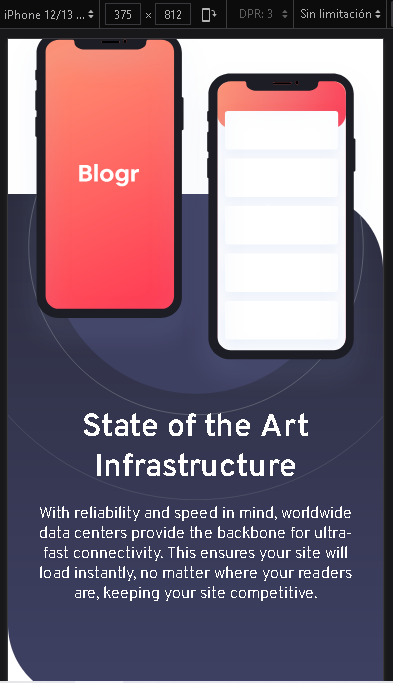 iPhone 12/13 ... 375 × 812 DPR: 3 Sin limitación
Blogr
State of the Art
Infrastructure
With reliability and speed in mind, worldwide
data centers provide the backbone for ultra-
fast connectivity. This ensures your site will
load instantly, no matter where your readers
are, keeping your site competitive.